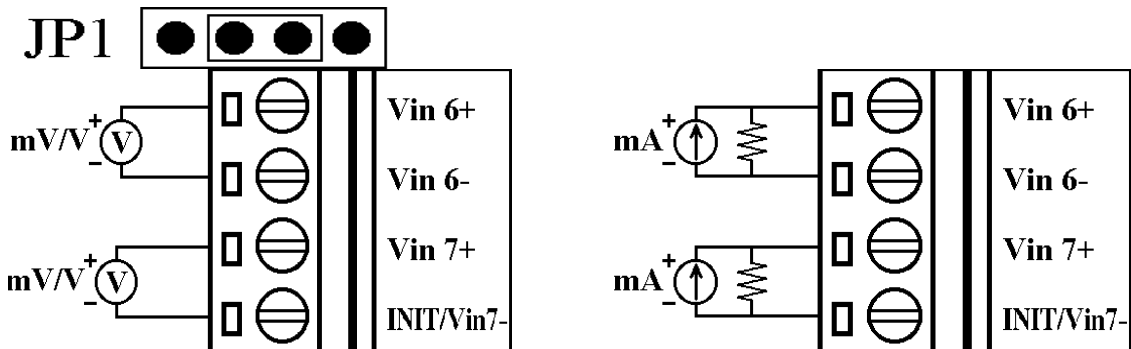 JP1
Vin 6+
mV/V
+
V
−
Vin 6-
Vin 7+
mV/V
+
V
−
INIT/Vin7-
Vin 6+
mA
+
−
Vin 6-
Vin 7+
mA
+
−
INIT/Vin7-